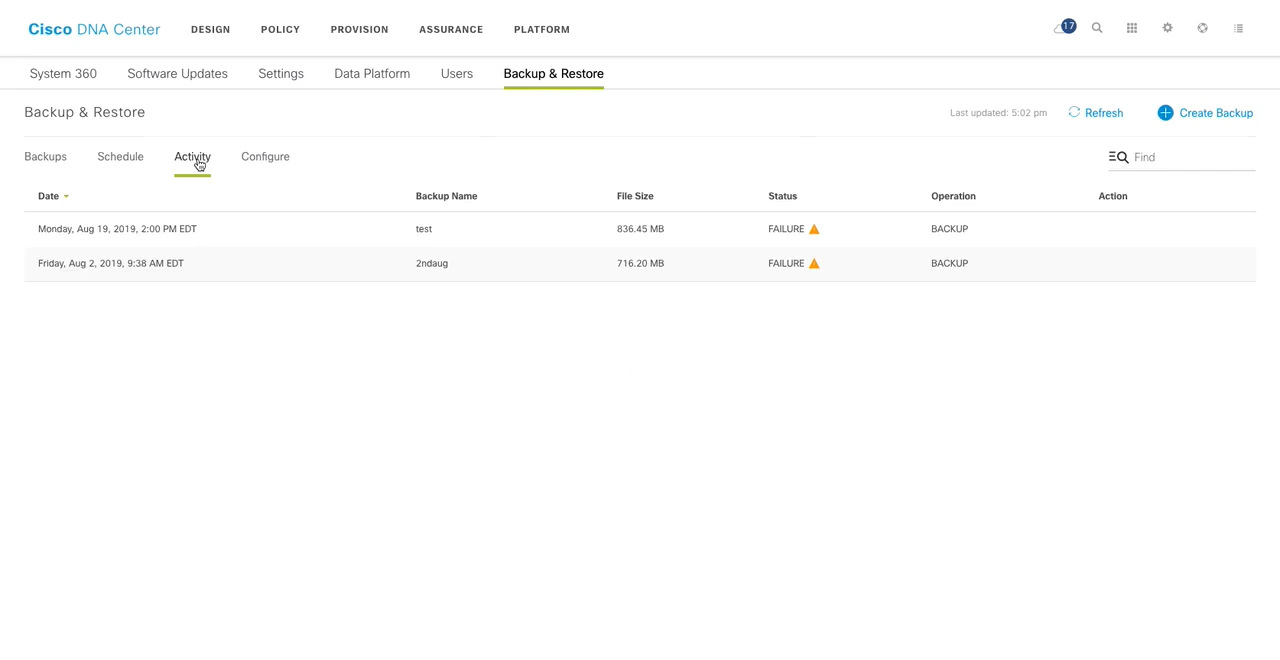 Cisco DNA Center DESIGN POLICY PROVISION ASSURANCE PLATFORM 17
System 360 Software Updates Settings Data Platform Users Backup & Restore
Backup & Restore Last updated: 5:02 pm Refresh Create Backup
Backups Schedule Activity Configure Find
Date Backup Name File Size Status Operation Action
Monday, Aug 19, 2019, 2:00 PM EDT test 836.45 MB FAILURE BACKUP
Friday, Aug 2, 2019, 9:38 AM EDT 2ndaug 716.20 MB FAILURE BACKUP